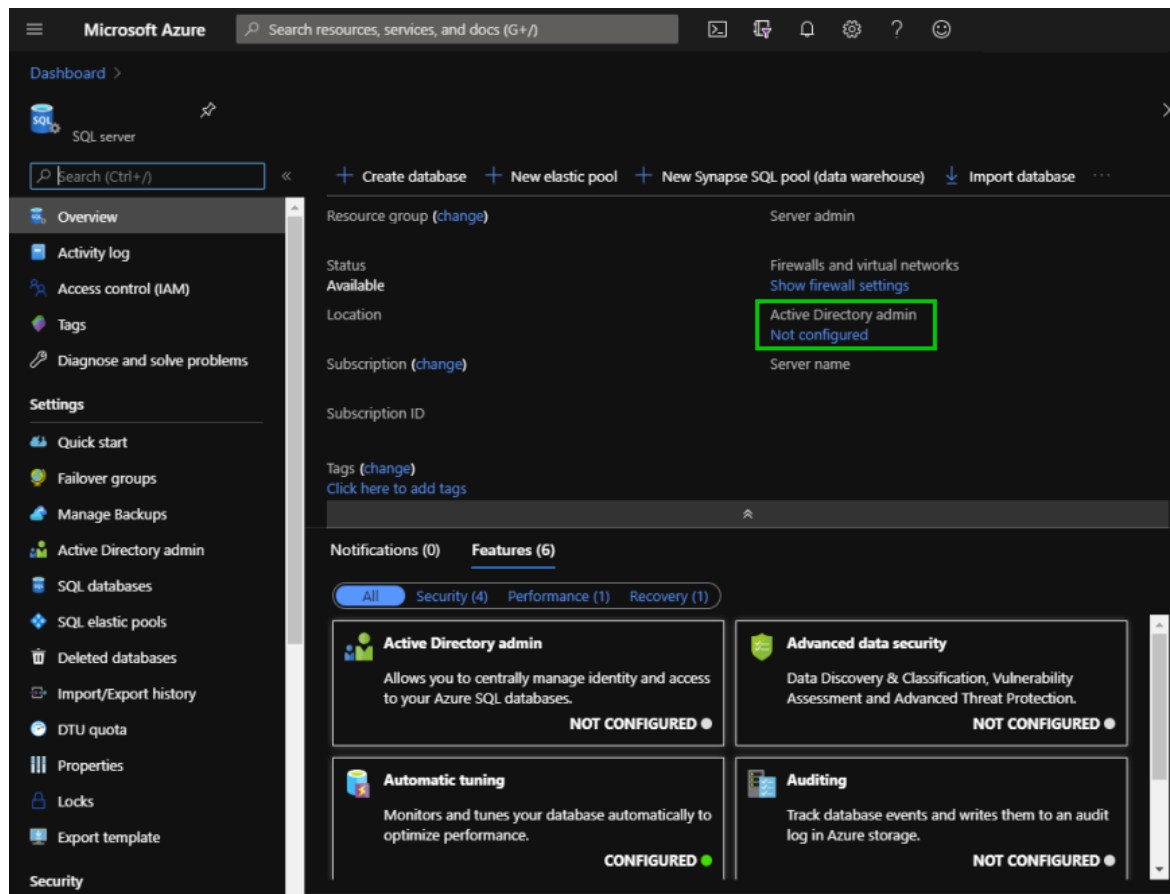 Microsoft Azure
Search resources, services, and docs (G+/)
Dashboard >
SQL
SQL server
Search (Ctrl+/)
«
Create database
New elastic pool
New Synapse SQL pool (data warehouse)
Import database
...
Overview
Activity log
Access control (IAM)
Tags
Diagnose and solve problems
Settings
Quick start
Failover groups
Manage Backups
Active Directory admin
SQL databases
SQL elastic pools
Deleted databases
Import/Export history
DTU quota
Properties
Locks
Export template
Security
Resource group (change)
Status
Available
Location
Subscription (change)
Subscription ID
Tags (change)
Click here to add tags
Server admin
Firewalls and virtual networks
Show firewall settings
Active Directory admin
Not configured
Server name
Notifications (0)
Features (6)
All
Security (4)
Performance (1)
Recovery (1)
Active Directory admin
Allows you to centrally manage identity and access
to your Azure SQL databases.
NOT CONFIGURED
Advanced data security
Data Discovery & Classification, Vulnerability
Assessment and Advanced Threat Protection.
NOT CONFIGURED
Automatic tuning
Monitors and tunes your database automatically to
optimize performance.
CONFIGURED
Auditing
Track database events and writes them to an audit
log in Azure storage.
NOT CONFIGURED